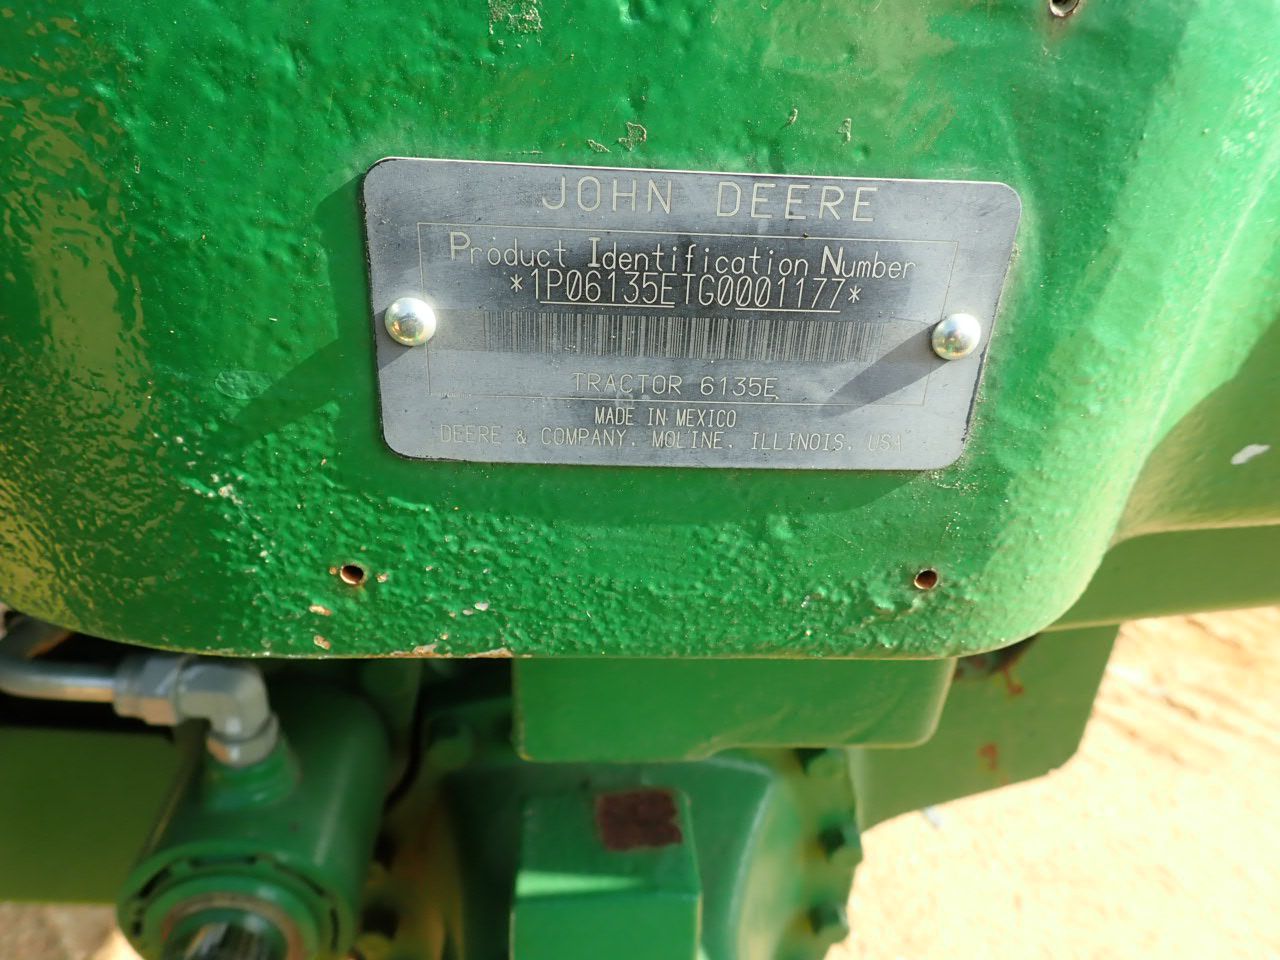 JOHN DEERE
Product Identification Number
*1P06135ETG0001177*
TRACTOR 6135E
MADE IN MEXICO
DEERE & COMPANY, MOLINE, ILLINOIS, USA